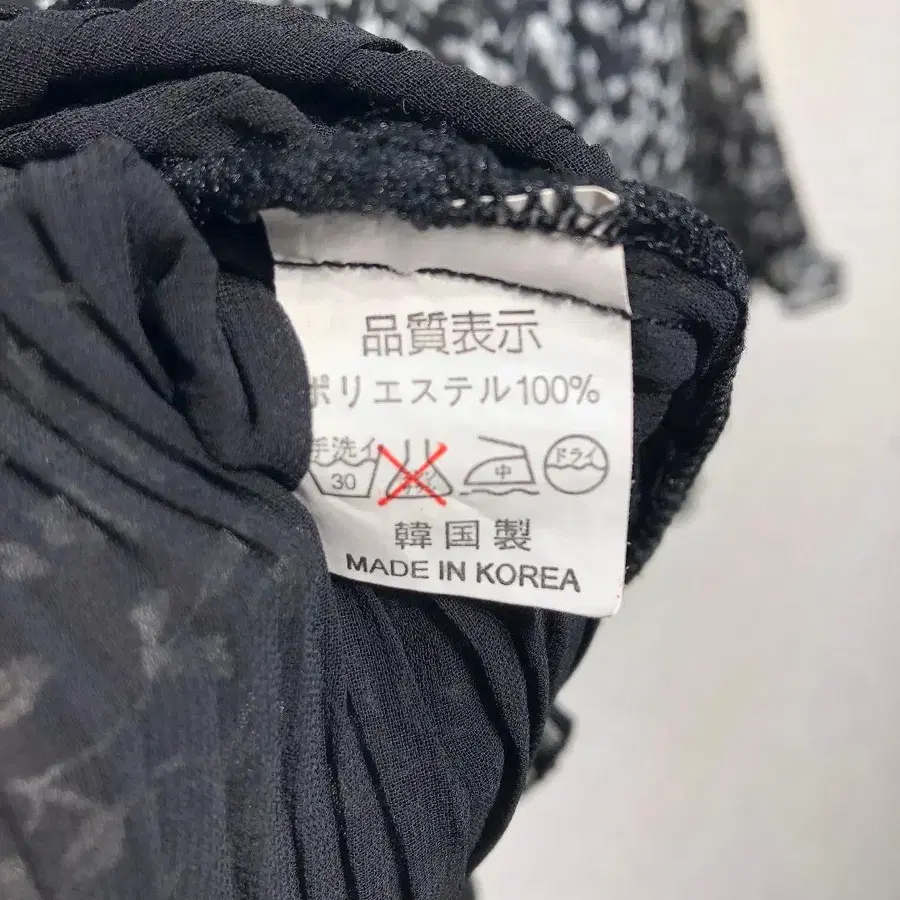 品質表示
ポリエステル100%
手洗イ 30 中 ドライ
韓国製
MADE IN KOREA